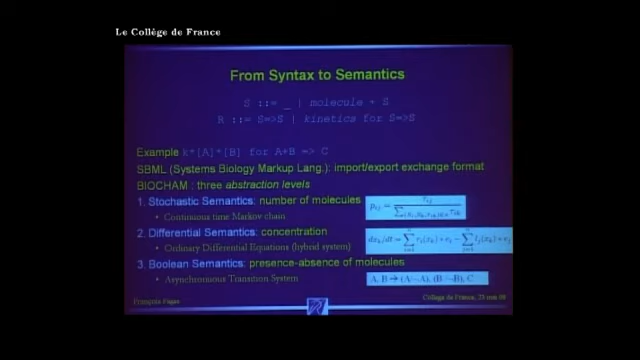 Le Collège de France
From Syntax to Semantics
S ::= _ | molecule + S
R ::= S=>S | kinetics for S=>S
Example k*[A]*[B] for A+B => C
SBML (Systems Biology Markup Lang.): import/export exchange format
BIOCHAM : three abstraction levels
1. Stochastic Semantics: number of molecules
• Continuous time Markov chain
2. Differential Semantics: concentration
• Ordinary Differential Equations (hybrid system)
3. Boolean Semantics: presence-absence of molecules
• Asynchronous Transition System
François Fages
Collège de France, 23 mai 08